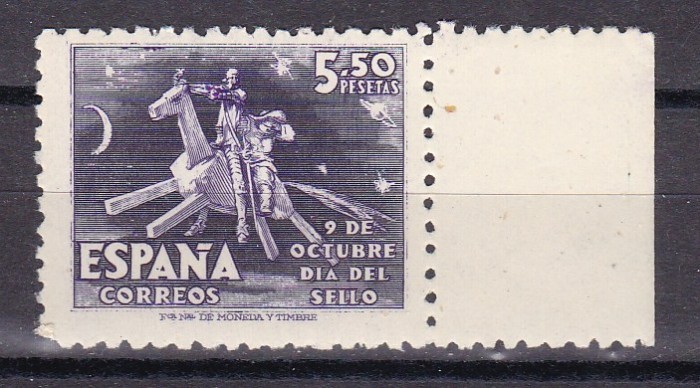 5,50
PESETAS
9 DE
OCTUBRE
DIA DEL
SELLO
ESPAÑA
CORREOS
Fca Nal DE MONEDA Y TIMBRE